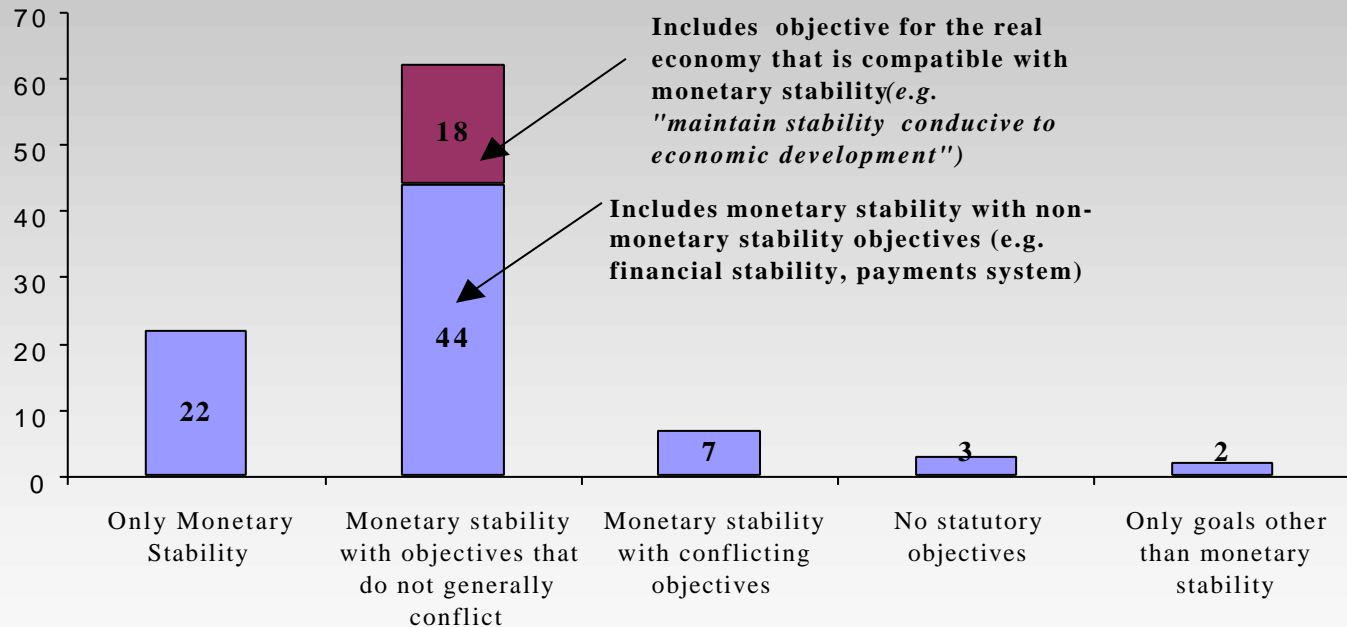 70
60
50
40
30
20
10
0
Includes objective for the real
economy that is compatible with
monetary stability(e.g.
"maintain stability conducive to
economic development")
18
Includes monetary stability with non-
monetary stability objectives (e.g.
financial stability, payments system)
44
22
7
3
2
Only Monetary
Stability
Monetary stability
with objectives that
do not generally
conflict
Monetary stability
with conflicting
objectives
No statutory
objectives
Only goals other
than monetary
stability